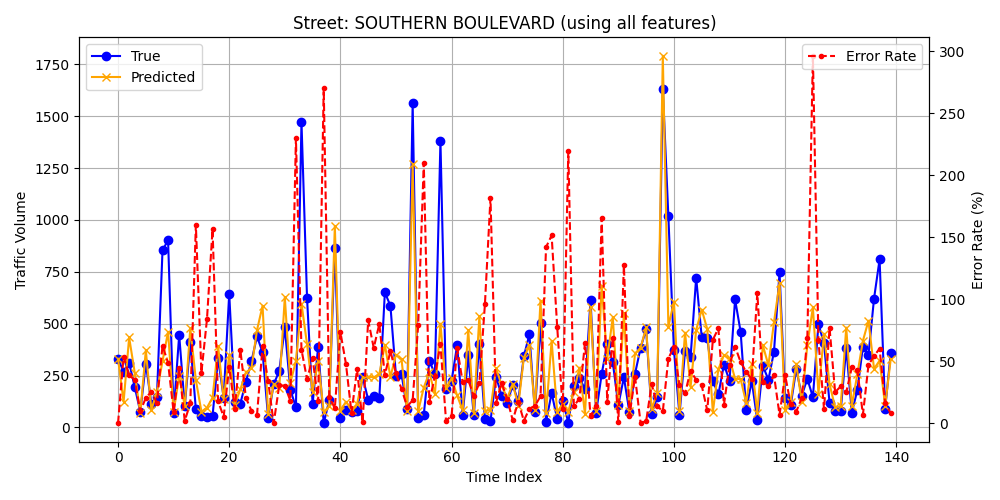 Street: SOUTHERN BOULEVARD (using all features)
True
Predicted
Error Rate
Traffic Volume
1750
1500
1250
1000
750
500
250
0
300
250
200
150
100
50
0
Error Rate (%)
0 20 40 60 80 100 120 140
Time Index